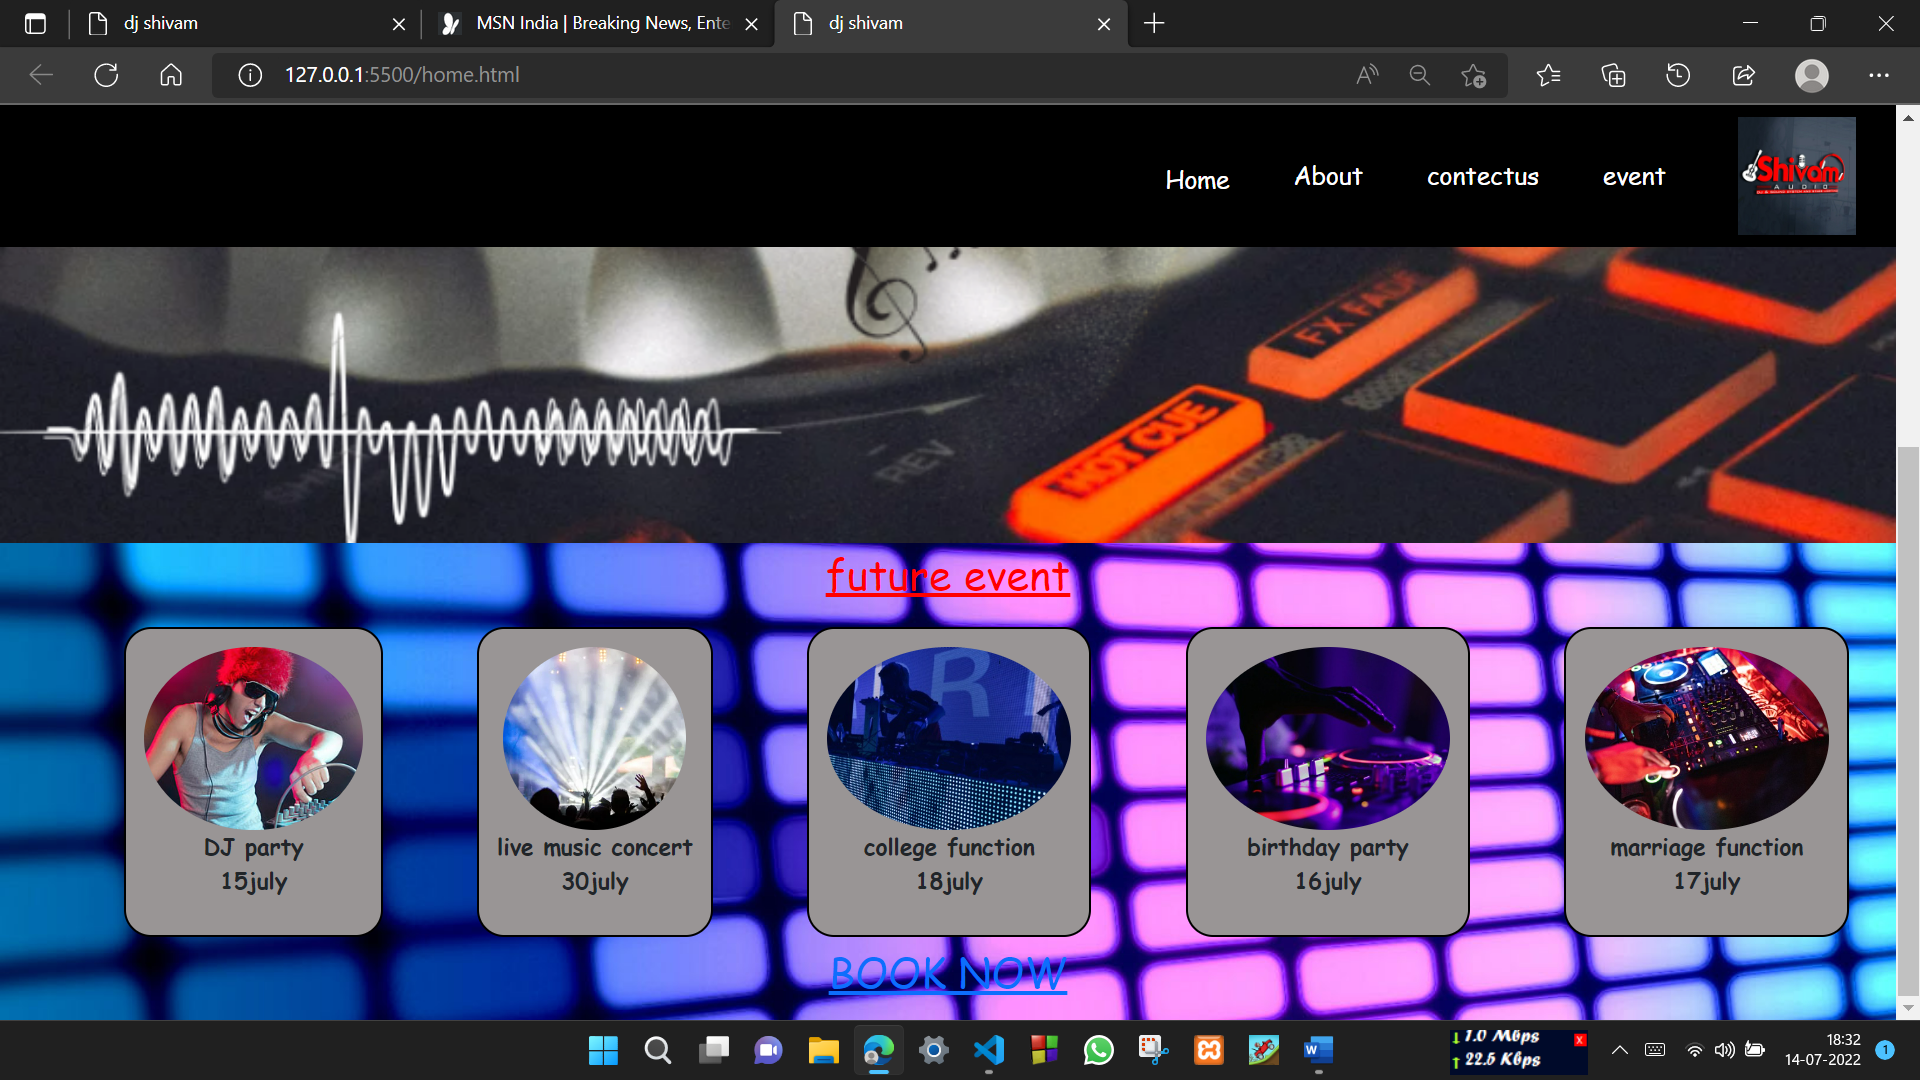 dj shivam
MSN India | Breaking News, Ente
dj shivam
127.0.0.1:5500/home.html
Home
About
contectus
event
Shivam
AUDIO
FX FADE
HOT CUE
REV
future event
DJ party
15july
live music concert
30july
college function
18july
birthday party
16july
marriage function
17july
BOOK NOW
1.0 Mbps
22.5 Kbps
18:32
14-07-2022
1